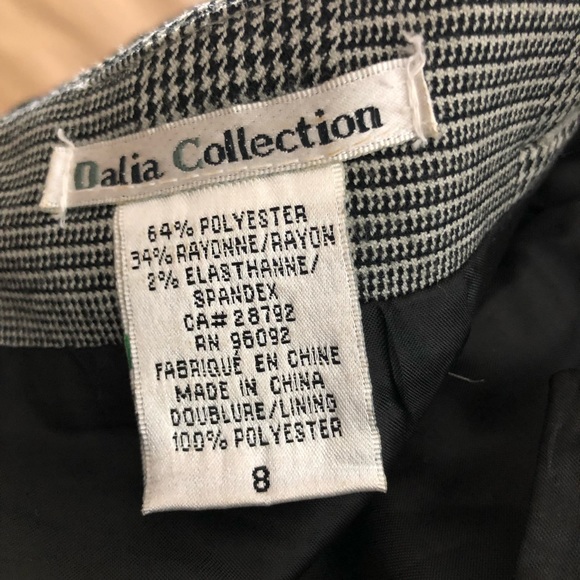 Dalia Collection
64% POLYESTER
34% RAYONNE/RAYON
2% ELASTHANNE/
SPANDEX
CA# 28792
RN 96092
FABRIQUÉ EN CHINE
MADE IN CHINA
DOUBLURE/LINING
100% POLYESTER
8